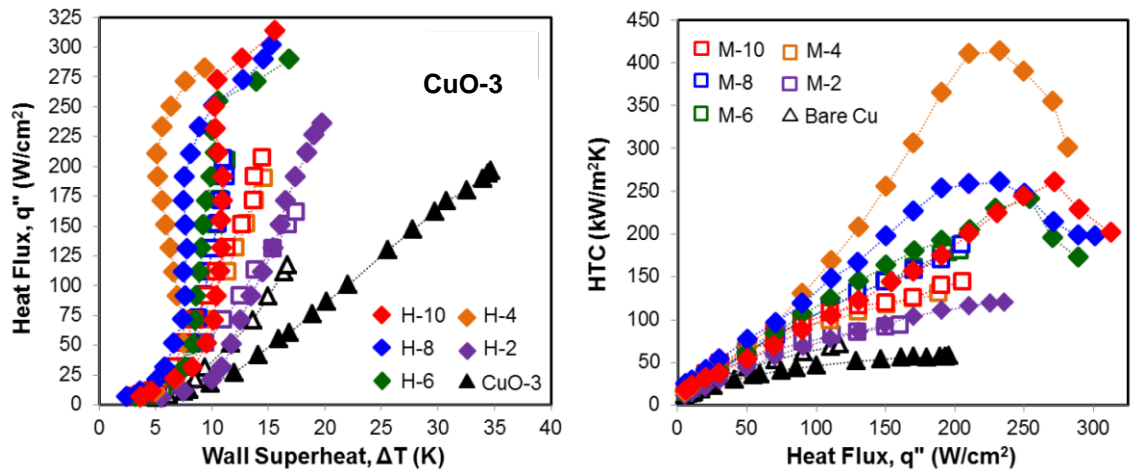 325
300
275
250
225
200
175
150
125
100
75
50
25
0
Heat Flux, q" (W/cm²)
CuO-3
H-10
H-8
H-6
H-4
H-2
CuO-3
0 5 10 15 20 25 30 35 40
Wall Superheat, ΔT (K)
450
400
350
300
250
200
150
100
50
0
HTC (kW/m²K)
M-10
M-8
M-6
M-4
M-2
Bare Cu
0 50 100 150 200 250 300
Heat Flux, q" (W/cm²)